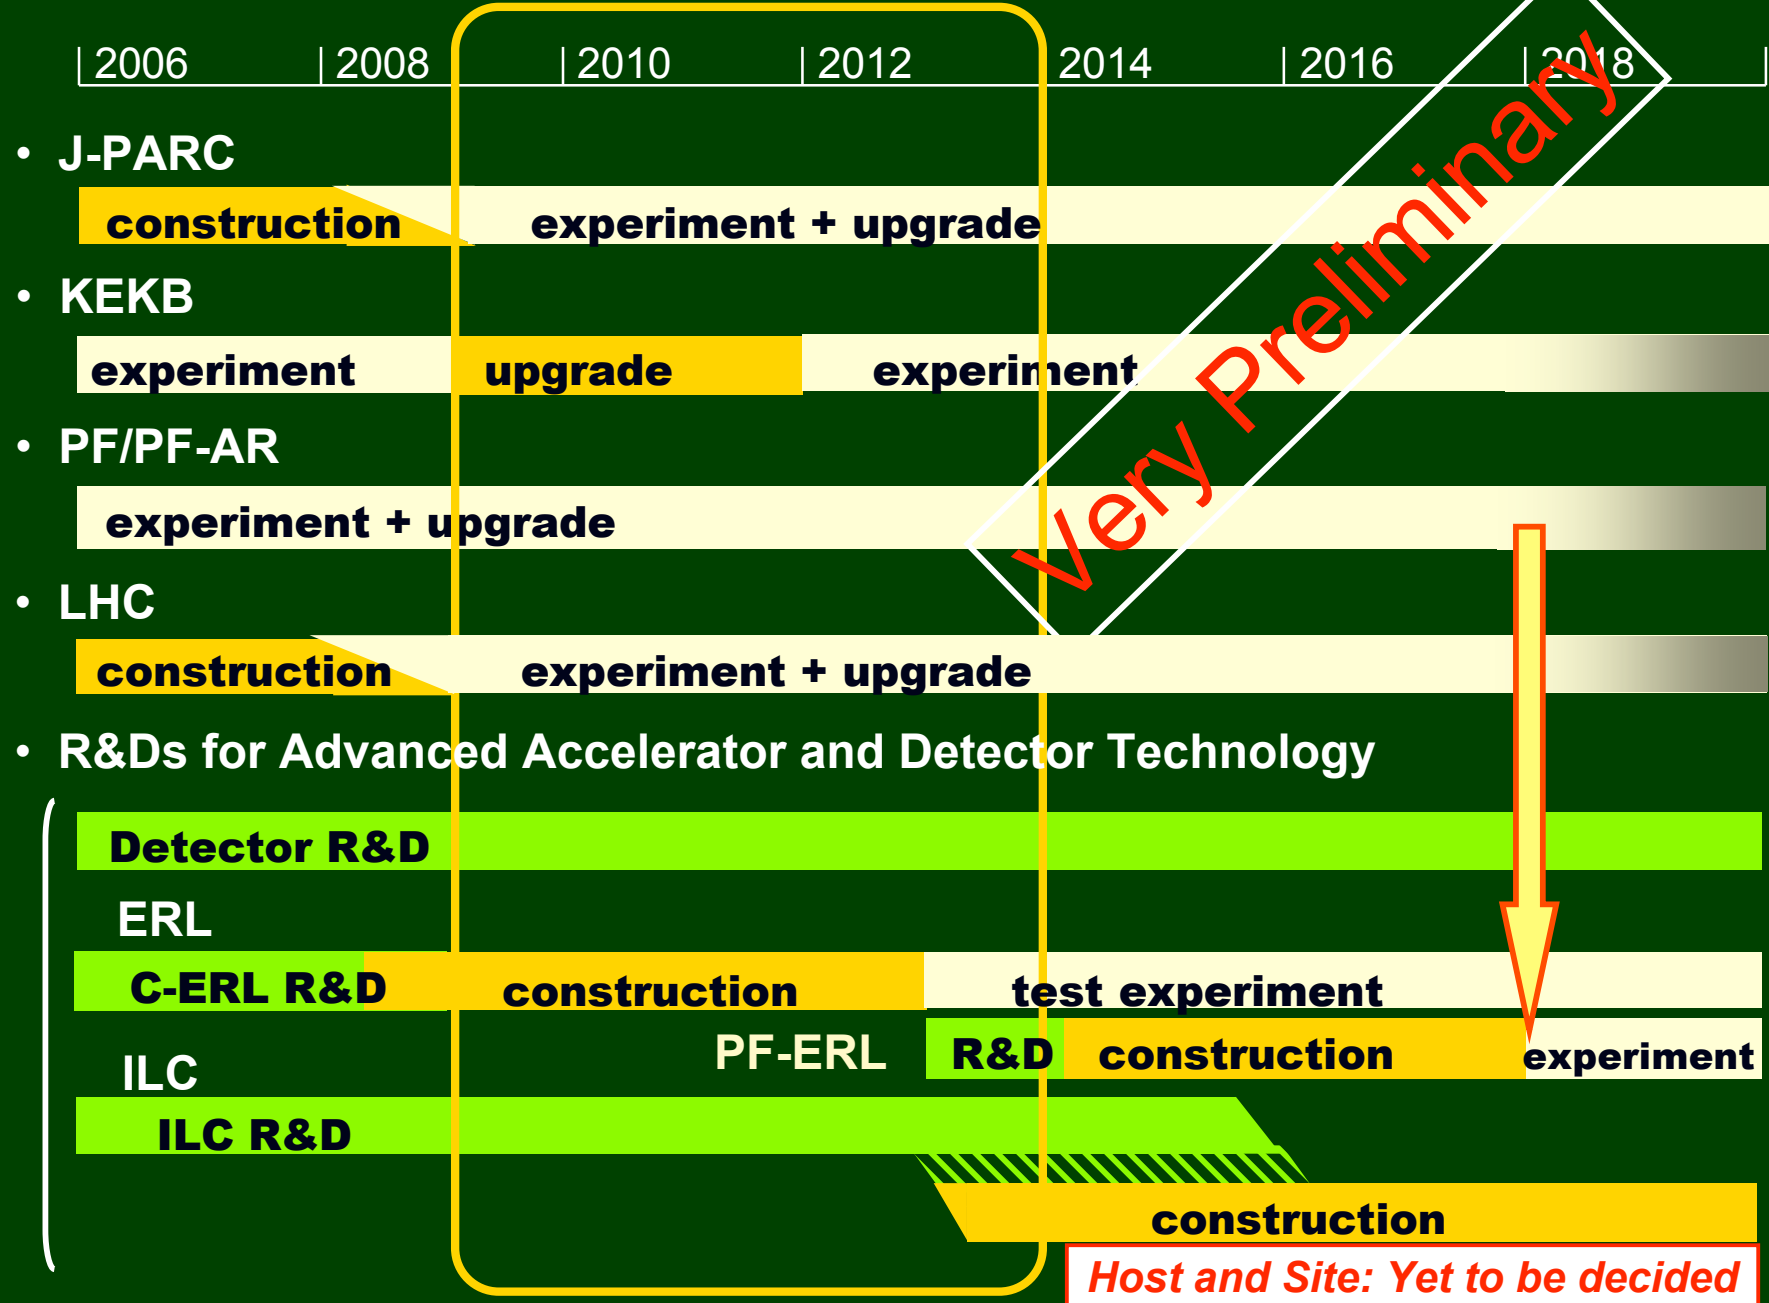 2006 2008 2010 2012 2014 2016 2018
Very Preliminary
• J-PARC
construction experiment + upgrade
• KEKB
experiment upgrade experiment
• PF/PF-AR
experiment + upgrade
• LHC
construction experiment + upgrade
• R&Ds for Advanced Accelerator and Detector Technology
Detector R&D
ERL
C-ERL R&D construction test experiment
PF-ERL R&D construction experiment
ILC
ILC R&D
construction
Host and Site: Yet to be decided